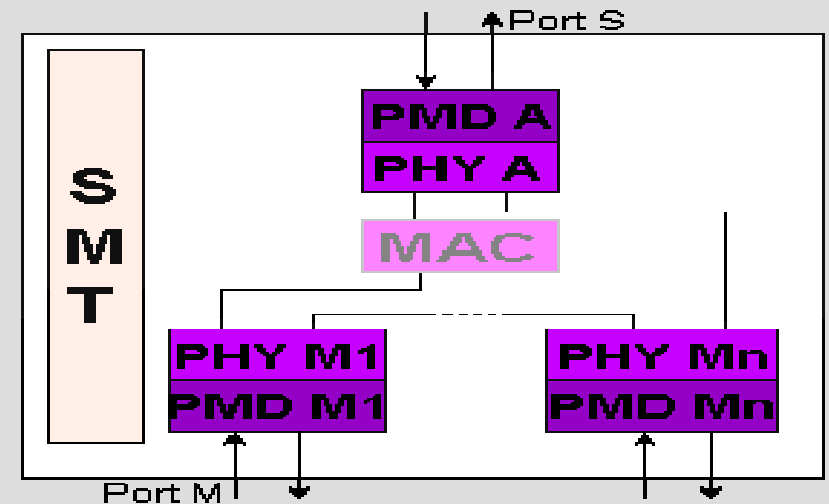 Port S
PMD A
PHY A
S
M
T
MAC
PHY M1
PMD M1
PHY Mn
PMD Mn
Port M